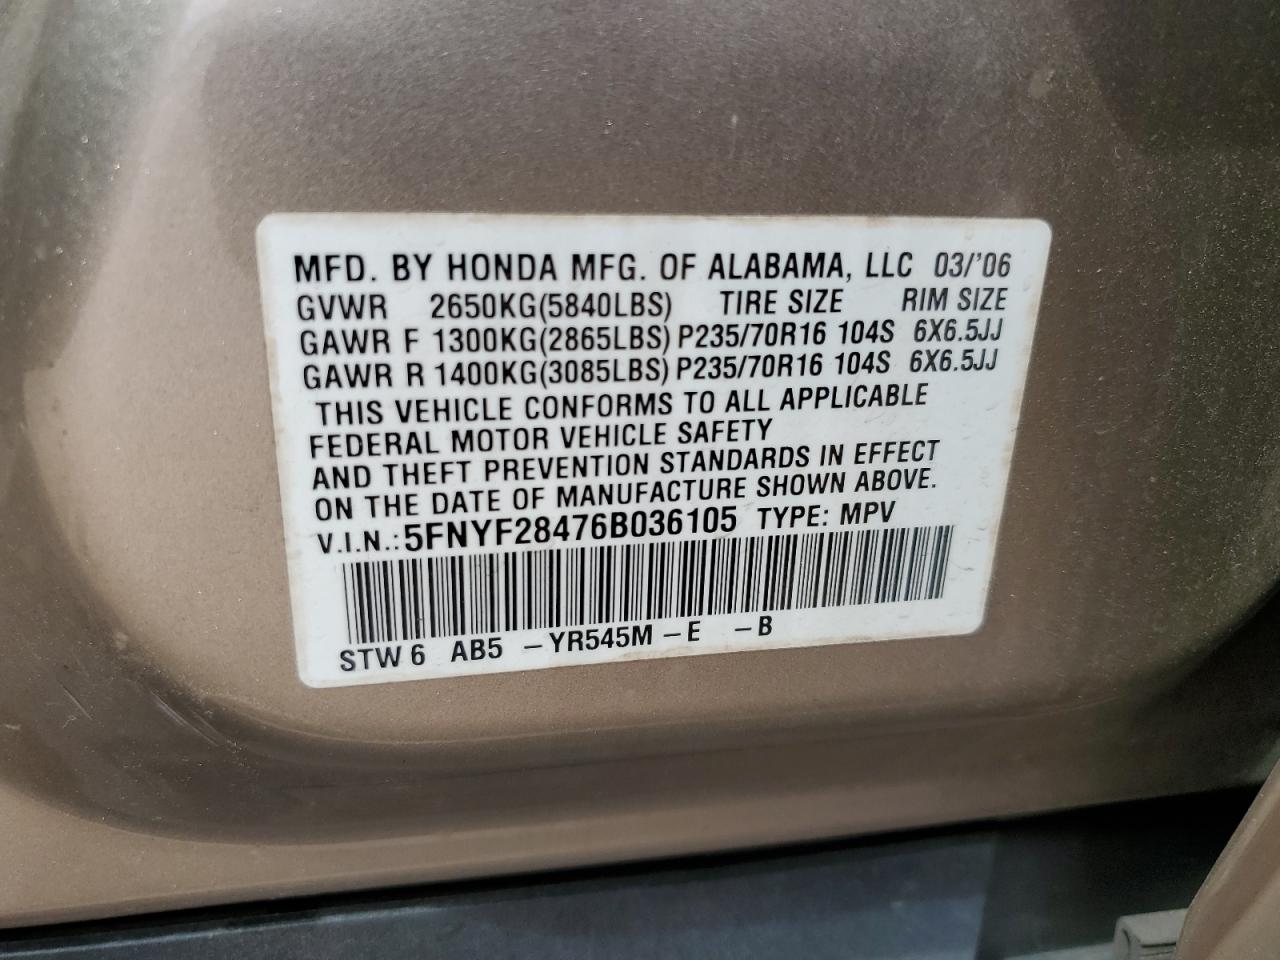 MFD. BY HONDA MFG. OF ALABAMA, LLC 03/'06
GVWR 2650KG(5840LBS) TIRE SIZE RIM SIZE
GAWR F 1300KG(2865LBS) P235/70R16 104S 6X6.5JJ
GAWR R 1400KG(3085LBS) P235/70R16 104S 6X6.5JJ
THIS VEHICLE CONFORMS TO ALL APPLICABLE
FEDERAL MOTOR VEHICLE SAFETY
AND THEFT PREVENTION STANDARDS IN EFFECT
ON THE DATE OF MANUFACTURE SHOWN ABOVE.
V.I.N.: 5FNYF28476B036105 TYPE: MPV
STW 6 AB5 – YR545M – E – B